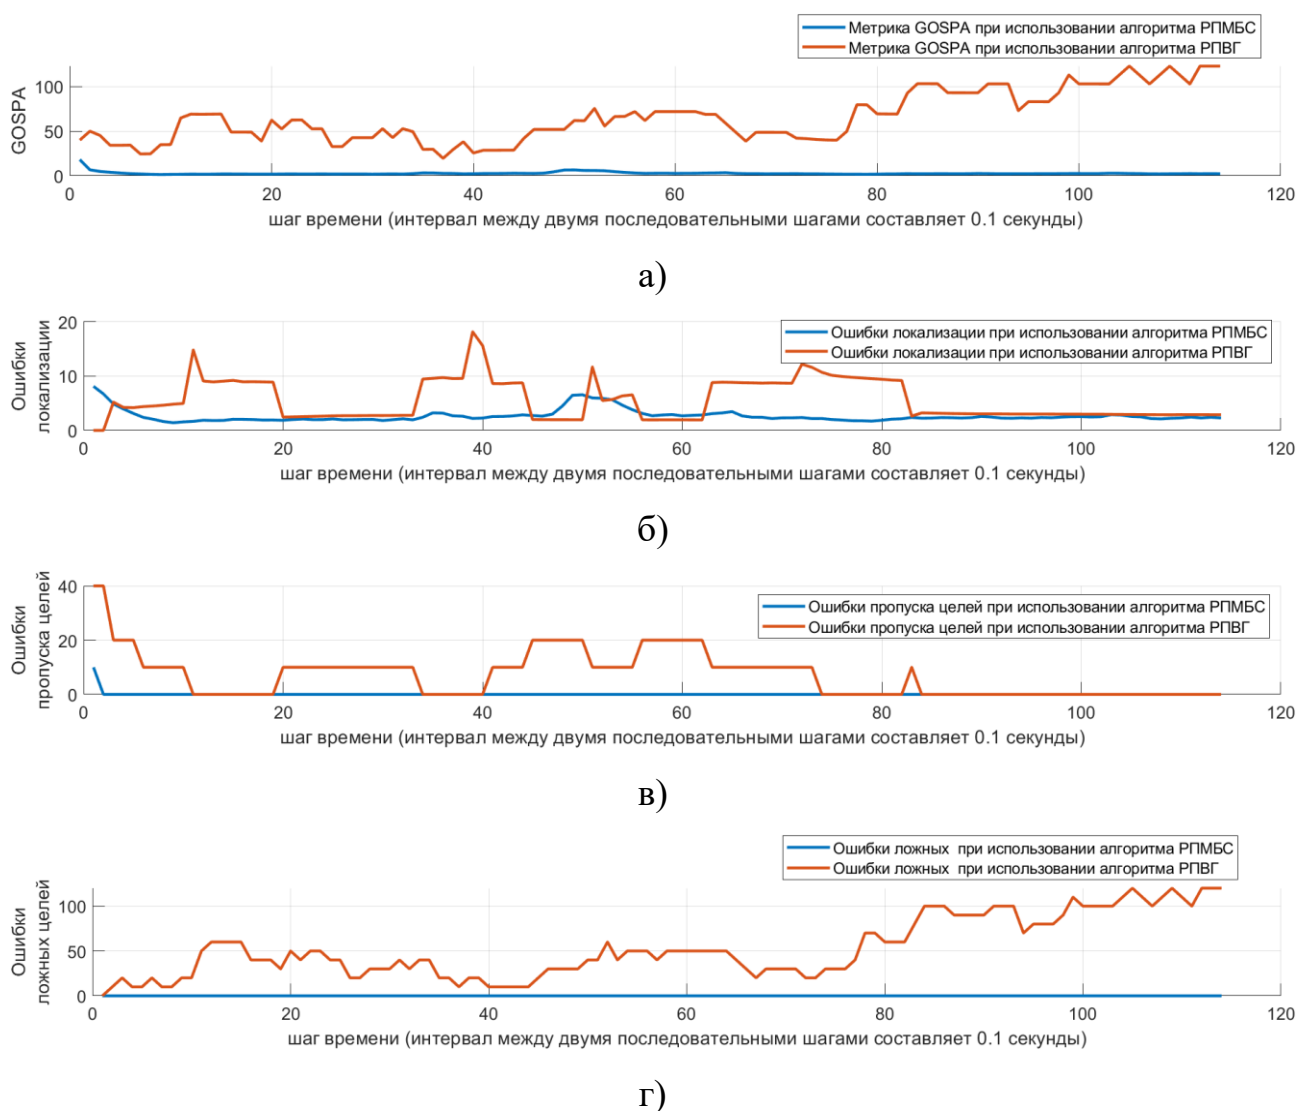 Метрика GOSPA при использовании алгоритма РПМБС
Метрика GOSPA при использовании алгоритма РПВГ
GOSPA
100
50
0
0 20 40 60 80 100 120
шаг времени (интервал между двумя последовательными шагами составляет 0.1 секунды)
а)
Ошибки локализации при использовании алгоритма РПМБС
Ошибки локализации при использовании алгоритма РПВГ
Ошибки
локализации
20
10
0
0 20 40 60 80 100 120
шаг времени (интервал между двумя последовательными шагами составляет 0.1 секунды)
б)
Ошибки пропуска целей при использовании алгоритма РПМБС
Ошибки пропуска целей при использовании алгоритма РПВГ
Ошибки
пропуска целей
40
20
0
0 20 40 60 80 100 120
шаг времени (интервал между двумя последовательными шагами составляет 0.1 секунды)
в)
Ошибки ложных при использовании алгоритма РПМБС
Ошибки ложных при использовании алгоритма РПВГ
Ошибки
ложных целей
100
50
0
0 20 40 60 80 100 120
шаг времени (интервал между двумя последовательными шагами составляет 0.1 секунды)
г)